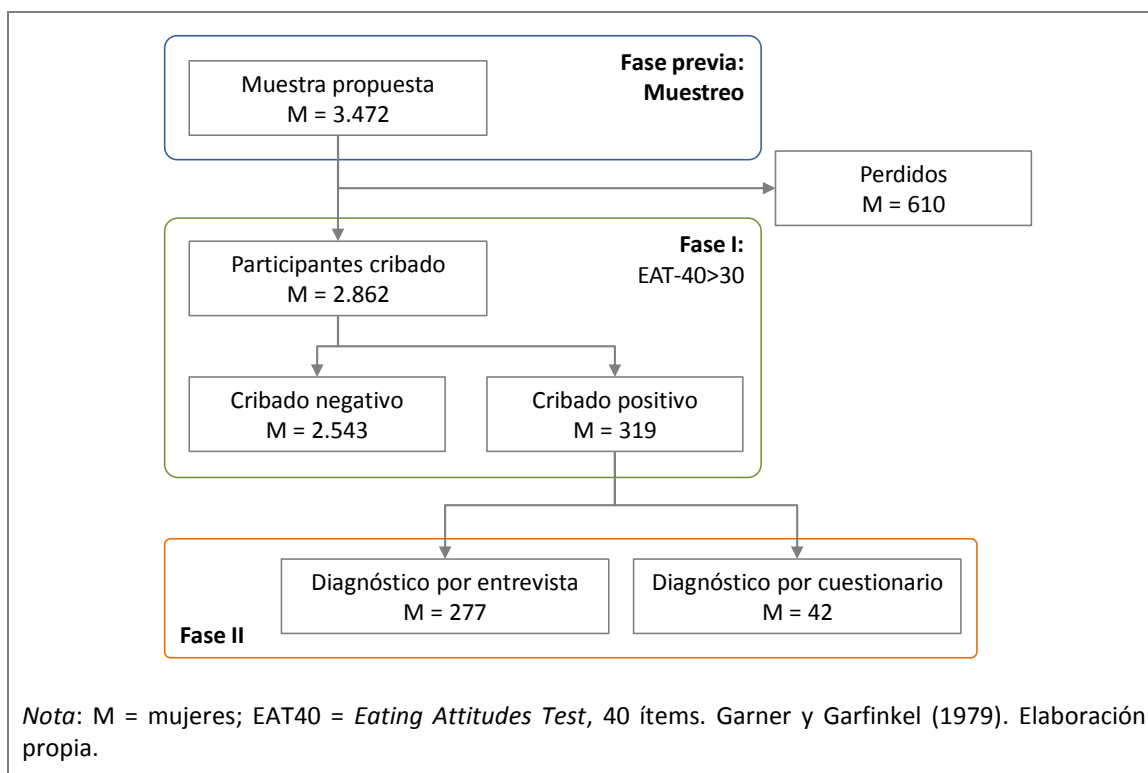 Fase previa:
Muestreo
Muestra propuesta
M = 3.472
Perdidos
M = 610
Fase I:
EAT-40>30
Participantes cribado
M = 2.862
Cribado negativo
M = 2.543
Cribado positivo
M = 319
Diagnóstico por entrevista
M = 277
Diagnóstico por cuestionario
M = 42
Fase II
Nota: M = mujeres; EAT40 = Eating Attitudes Test, 40 ítems. Garner y Garfinkel (1979). Elaboración
propia.